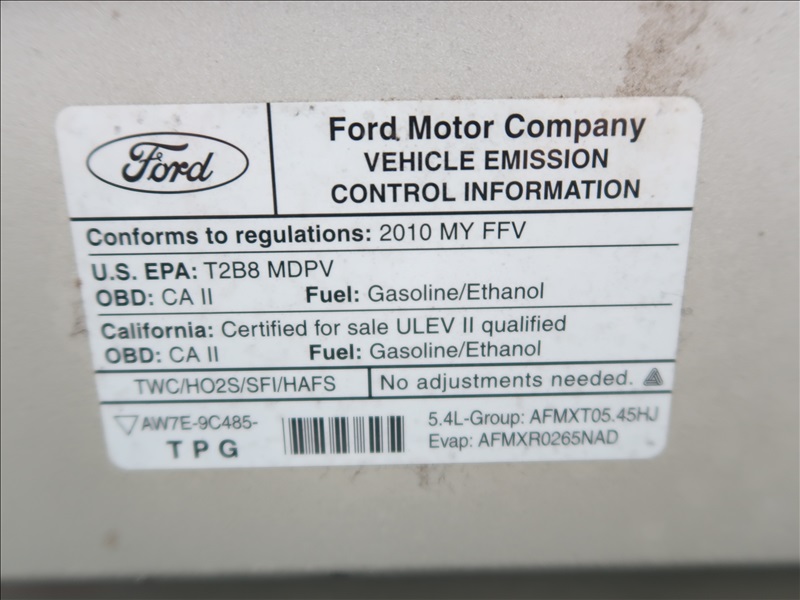 Ford
Ford Motor Company
VEHICLE EMISSION
CONTROL INFORMATION
Conforms to regulations: 2010 MY FFV
U.S. EPA: T2B8 MDPV
OBD: CA II Fuel: Gasoline/Ethanol
California: Certified for sale ULEV II qualified
OBD: CA II Fuel: Gasoline/Ethanol
TWC/HO2S/SFI/HAFS No adjustments needed.
AW7E-9C485- 5.4L-Group: AFMXT05.45HJ
T P G Evap: AFMXR0265NAD